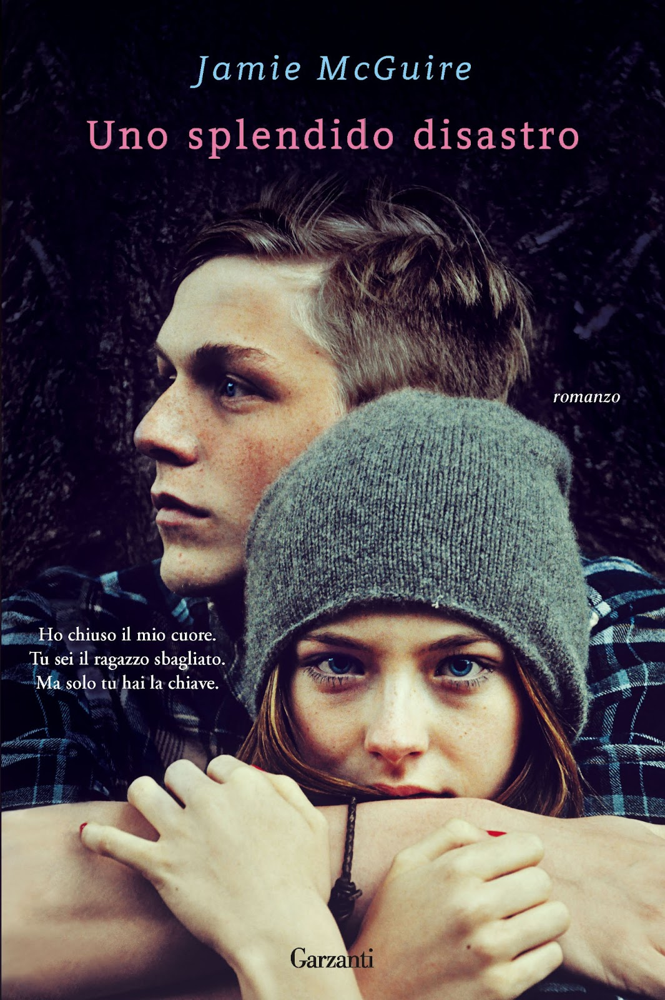 Jamie McGuire
Uno splendido disastro
romanzo
Ho chiuso il mio cuore.
Tu sei il ragazzo sbagliato.
Ma solo tu hai la chiave.
Garzanti